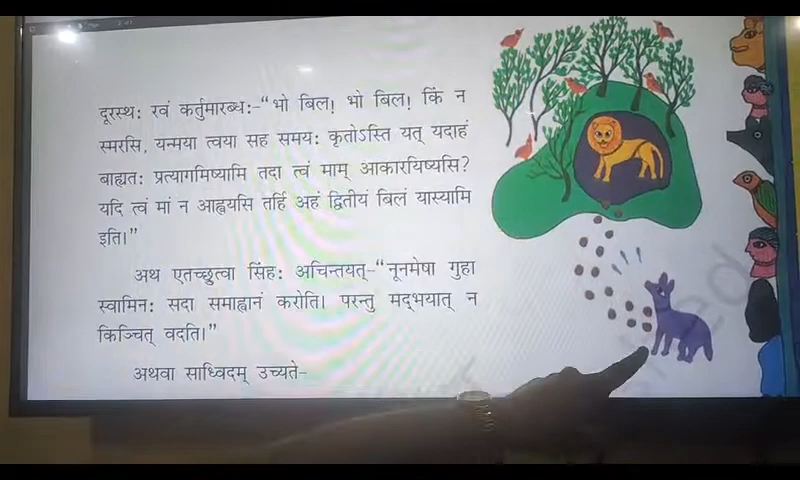 दूरस्थः रवं कर्तुमारब्धः-“भो बिल! भो बिल! किं न
स्मरसि, यन्मया त्वया सह समयः कृतोऽस्ति यत् यदाहं
बाह्यतः प्रत्यागमिष्यामि तदा त्वं माम् आकारयिष्यसि?
यदि त्वं मां न आह्वयसि तर्हि अहं द्वितीयं बिलं यास्यामि
इति।”
अथ एतच्छ्रुत्वा सिंहः अचिन्तयत्-“नूनमेषा गुहा
स्वामिनः सदा समाह्वानं करोति। परन्तु मद्भयात् न
किञ्चित् वदति।”
अथवा साध्विदम् उच्यते-